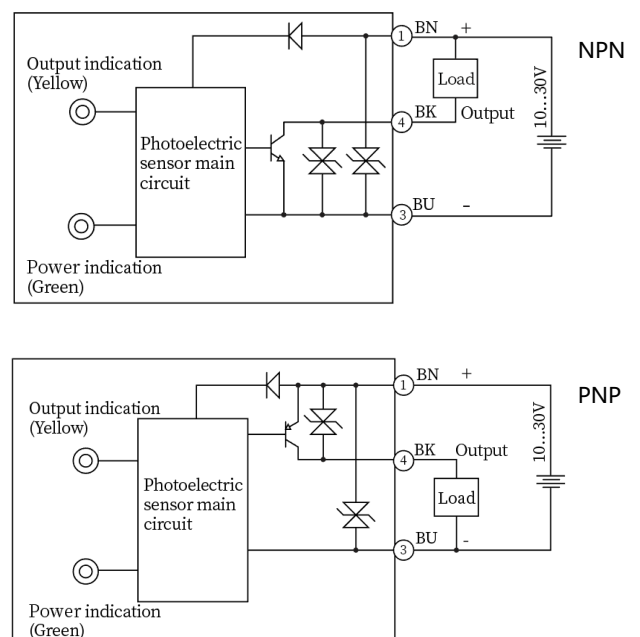 ① BN +
NPN
Output indication
(Yellow)
Load
10...30V
④ BK Output
Photoelectric
sensor main
circuit
③ BU -
Power indication
(Green)
① BN +
PNP
Output indication
(Yellow)
10...30V
④ BK Output
Photoelectric
sensor main
circuit
Load
③ BU -
Power indication
(Green)